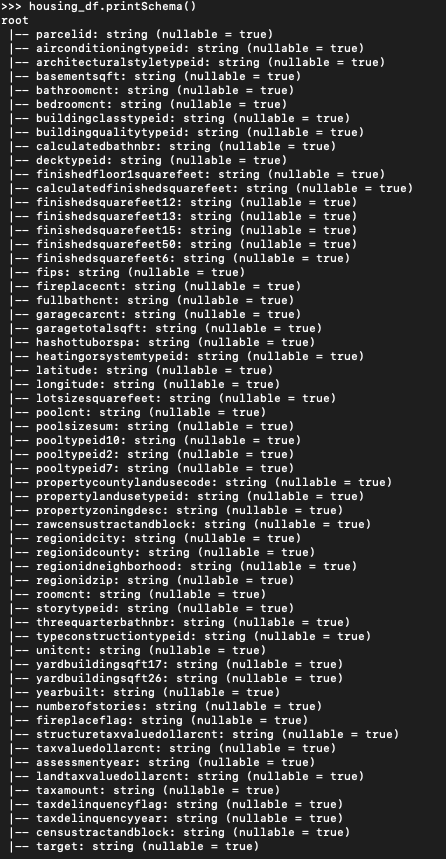 >>> housing_df.printSchema()
root
 |-- parcelid: string (nullable = true)
 |-- airconditioningtypeid: string (nullable = true)
 |-- architecturalstyletypeid: string (nullable = true)
 |-- basementsqft: string (nullable = true)
 |-- bathroomcnt: string (nullable = true)
 |-- bedroomcnt: string (nullable = true)
 |-- buildingclasstypeid: string (nullable = true)
 |-- buildingqualitytypeid: string (nullable = true)
 |-- calculatedbathnbr: string (nullable = true)
 |-- decktypeid: string (nullable = true)
 |-- finishedfloor1squarefeet: string (nullable = true)
 |-- calculatedfinishedsquarefeet: string (nullable = true)
 |-- finishedsquarefeet12: string (nullable = true)
 |-- finishedsquarefeet13: string (nullable = true)
 |-- finishedsquarefeet15: string (nullable = true)
 |-- finishedsquarefeet50: string (nullable = true)
 |-- finishedsquarefeet6: string (nullable = true)
 |-- fips: string (nullable = true)
 |-- fireplacecnt: string (nullable = true)
 |-- fullbathcnt: string (nullable = true)
 |-- garagecarcnt: string (nullable = true)
 |-- garagetotalsqft: string (nullable = true)
 |-- hashottuborspa: string (nullable = true)
 |-- heatingorsystemtypeid: string (nullable = true)
 |-- latitude: string (nullable = true)
 |-- longitude: string (nullable = true)
 |-- lotsizesquarefeet: string (nullable = true)
 |-- poolcnt: string (nullable = true)
 |-- poolsizesum: string (nullable = true)
 |-- pooltypeid10: string (nullable = true)
 |-- pooltypeid2: string (nullable = true)
 |-- pooltypeid7: string (nullable = true)
 |-- propertycountylandusecode: string (nullable = true)
 |-- propertylandusetypeid: string (nullable = true)
 |-- propertyzoningdesc: string (nullable = true)
 |-- rawcensustractandblock: string (nullable = true)
 |-- regionidcity: string (nullable = true)
 |-- regionidcounty: string (nullable = true)
 |-- regionidneighborhood: string (nullable = true)
 |-- regionidzip: string (nullable = true)
 |-- roomcnt: string (nullable = true)
 |-- storytypeid: string (nullable = true)
 |-- threequarterbathnbr: string (nullable = true)
 |-- typeconstructiontypeid: string (nullable = true)
 |-- unitcnt: string (nullable = true)
 |-- yardbuildingsqft17: string (nullable = true)
 |-- yardbuildingsqft26: string (nullable = true)
 |-- yearbuilt: string (nullable = true)
 |-- numberofstories: string (nullable = true)
 |-- fireplaceflag: string (nullable = true)
 |-- structuretaxvaluedollarcnt: string (nullable = true)
 |-- taxvaluedollarcnt: string (nullable = true)
 |-- assessmentyear: string (nullable = true)
 |-- landtaxvaluedollarcnt: string (nullable = true)
 |-- taxamount: string (nullable = true)
 |-- taxdelinquencyflag: string (nullable = true)
 |-- taxdelinquencyyear: string (nullable = true)
 |-- censustractandblock: string (nullable = true)
 |-- target: string (nullable = true)